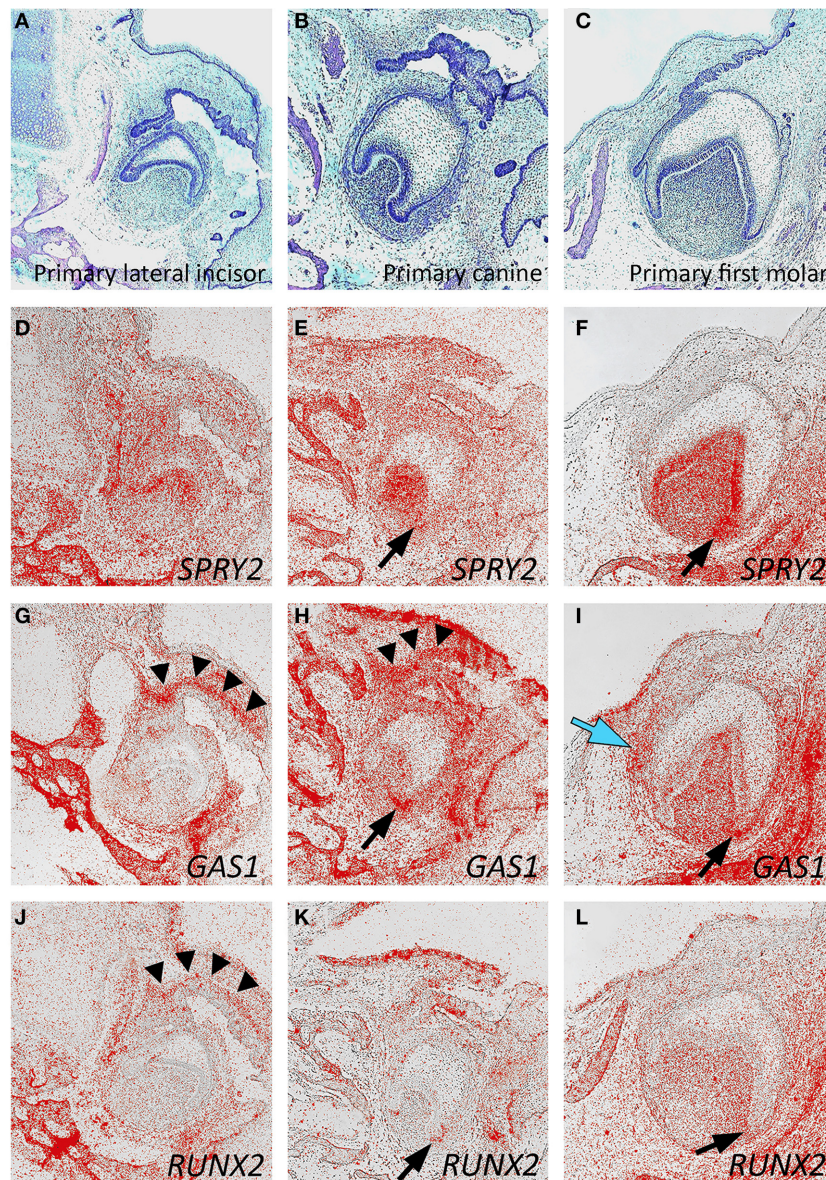 A
B
C
Primary lateral incisor
Primary canine
Primary first molar
D
E
F
SPRY2
SPRY2
SPRY2
G
H
I
GAS1
GAS1
GAS1
J
K
L
RUNX2
RUNX2
RUNX2